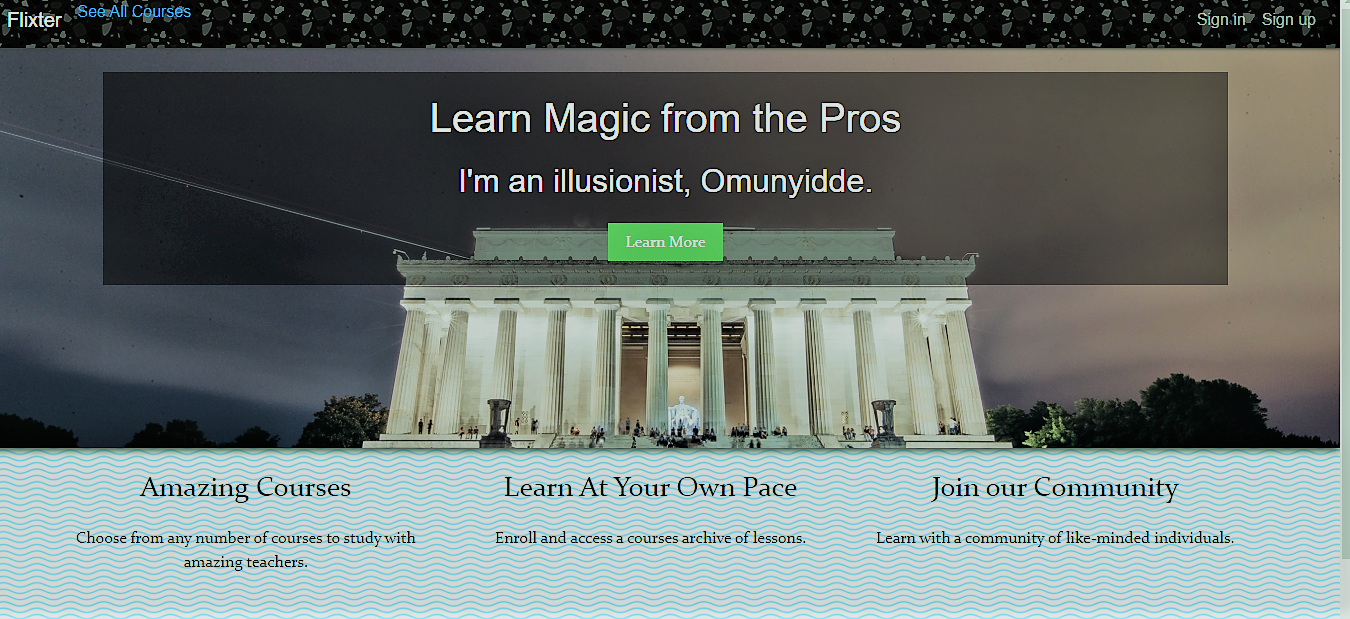 Flixter
See All Courses
Sign in
Sign up
Learn Magic from the Pros
I'm an illusionist, Omunyidde.
Learn More
Amazing Courses
Choose from any number of courses to study with
amazing teachers.
Learn At Your Own Pace
Enroll and access a courses archive of lessons.
Join our Community
Learn with a community of like-minded individuals.